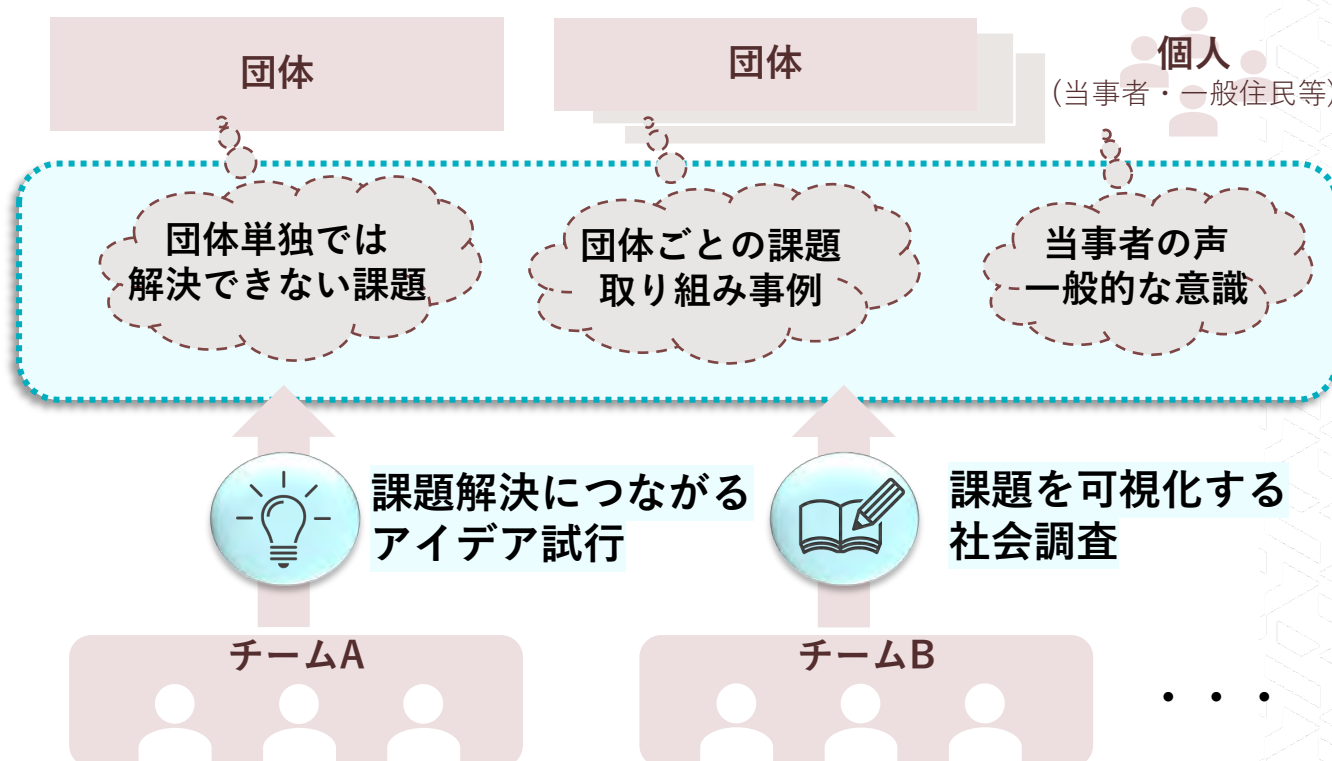 団体
団体
個人
(当事者・一般住民等)
団体単独では
解決できない課題
団体ごとの課題
取り組み事例
当事者の声
一般的な意識
課題解決につながる
アイデア試行
課題を可視化する
社会調査
チームA
チームB
・・・